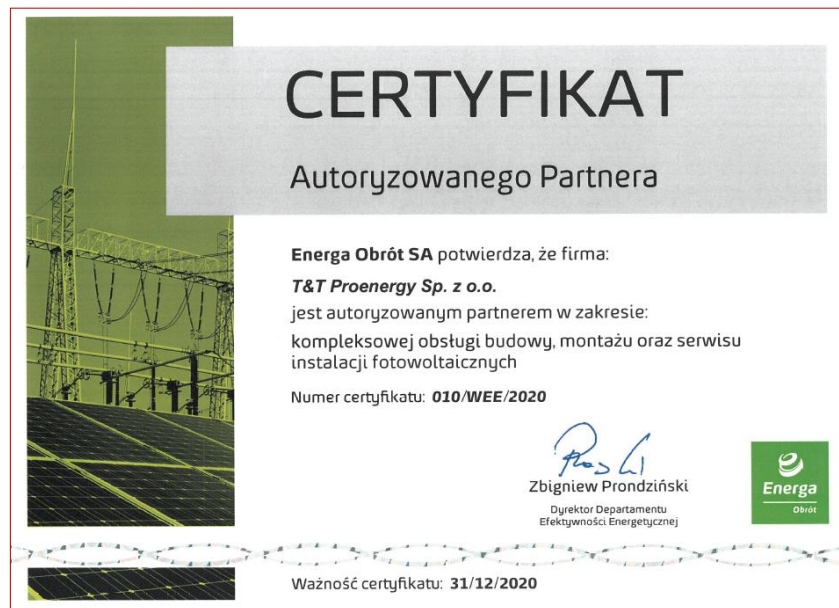 CERTYFIKAT
Autoryzowanego Partnera
Energa Obrót SA potwierdza, że firma:
T&T Proenergy Sp. z o.o.
jest autoryzowanym partnerem w zakresie:
kompleksowej obsługi budowy, montażu oraz serwisu
instalacji fotowoltaicznych
Numer certyfikatu: 010/WEE/2020
Zbigniew Prondziński
Dyrektor Departamentu
Efektywności Energetycznej
Energa
Obrót
Ważność certyfikatu: 31/12/2020